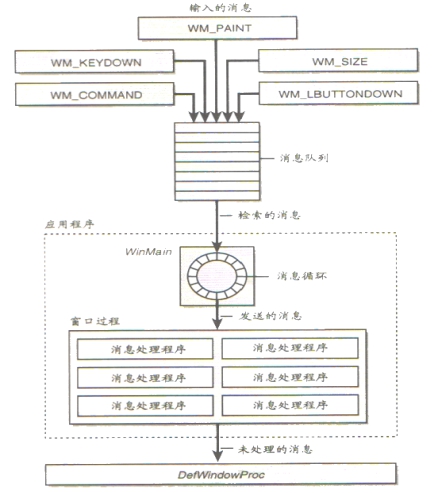 输入的消息
WM_PAINT
WM_KEYDOWN
WM_SIZE
WM_COMMAND
WM_LBUTTONDOWN
消息队列
检索的消息
应用程序
WinMain
消息循环
发送的消息
窗口过程
消息处理程序 消息处理程序
消息处理程序 消息处理程序
消息处理程序 消息处理程序
未处理的消息
DefWindowProc